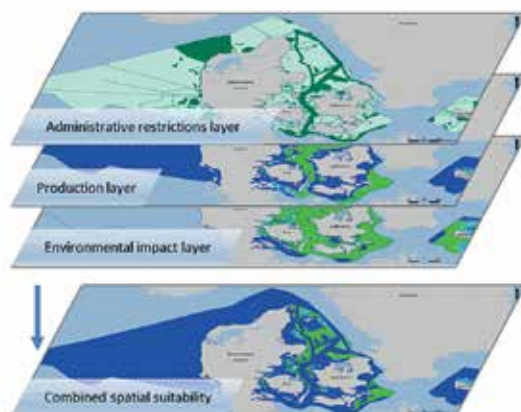 Administrative restrictions layer
Production layer
Environmental impact layer
Combined spatial suitability